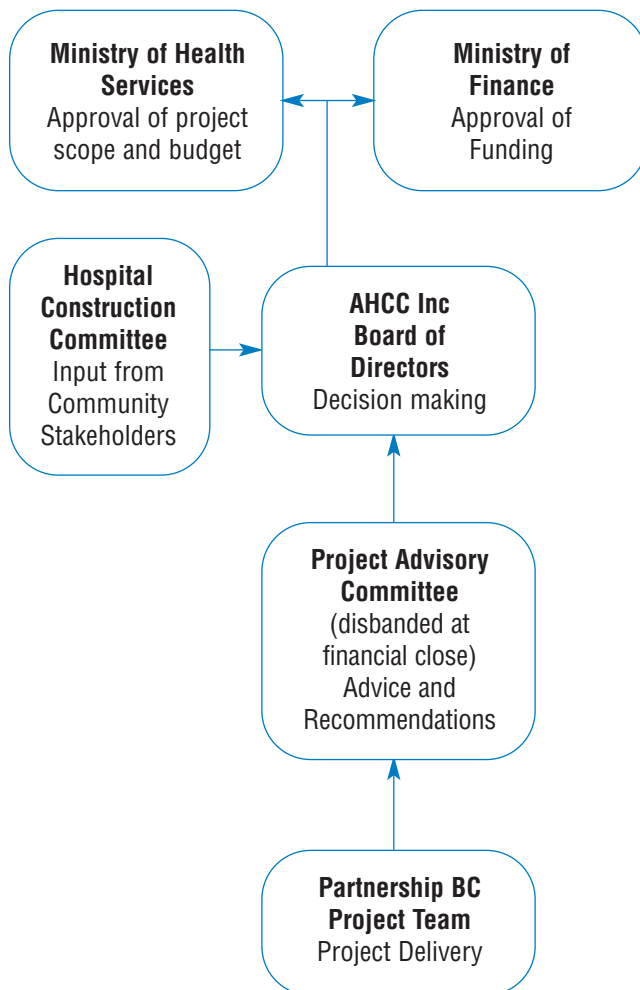 Ministry of Health
Services
Approval of project
scope and budget
Ministry of
Finance
Approval of
Funding
Hospital
Construction
Committee
Input from
Community
Stakeholders
AHCC Inc
Board of
Directors
Decision making
Project Advisory
Committee
(disbanded at
financial close)
Advice and
Recommendations
Partnership BC
Project Team
Project Delivery